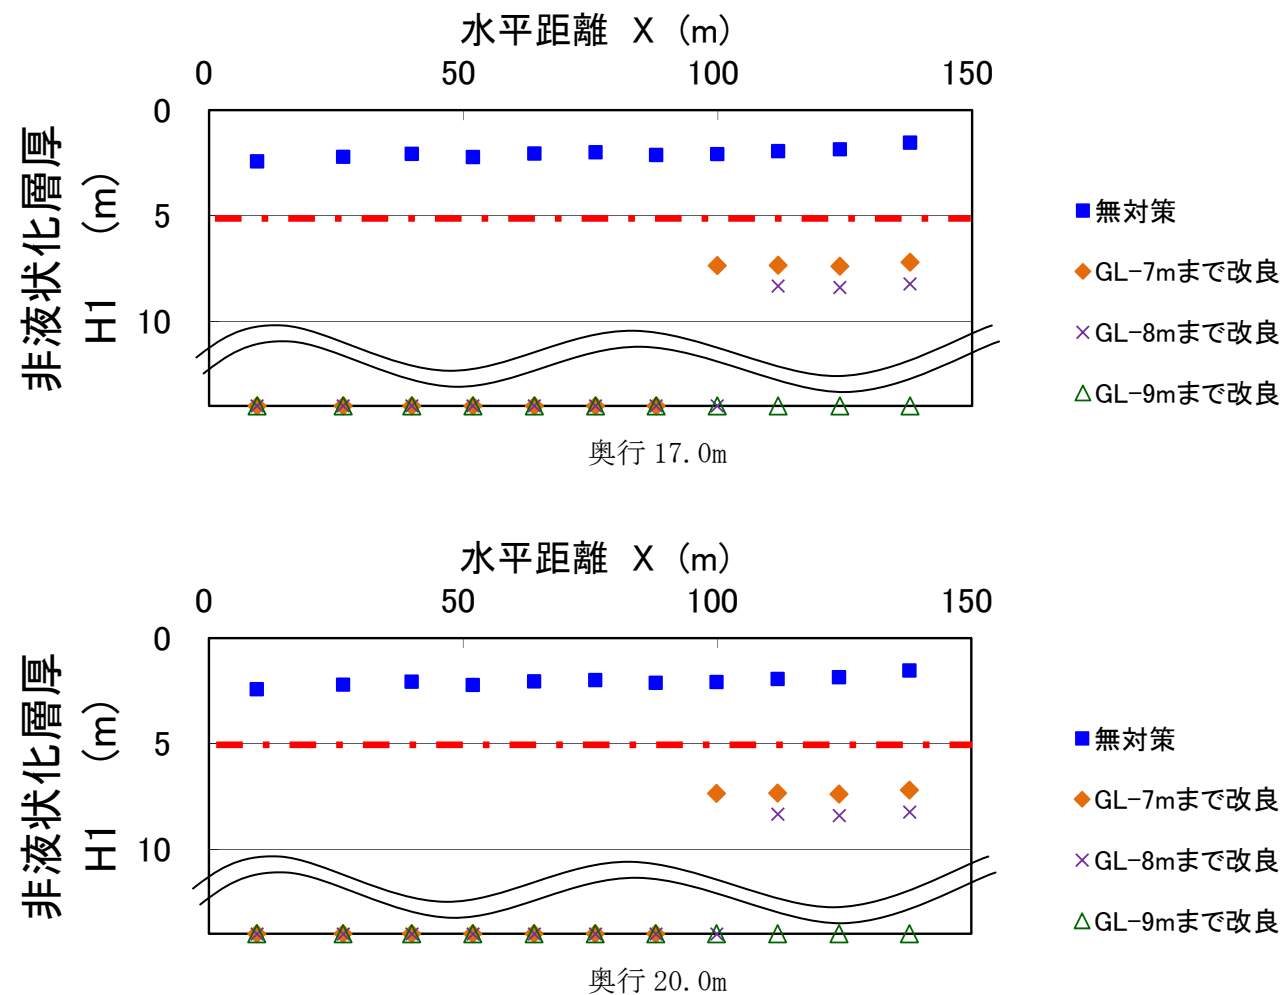 水平距離 X (m)
0 50 100 150
非液状化層厚
H1 (m)
0
5
10
無対策
GL-7mまで改良
GL-8mまで改良
GL-9mまで改良
奥行 17.0m
水平距離 X (m)
0 50 100 150
非液状化層厚
H1 (m)
0
5
10
無対策
GL-7mまで改良
GL-8mまで改良
GL-9mまで改良
奥行 20.0m